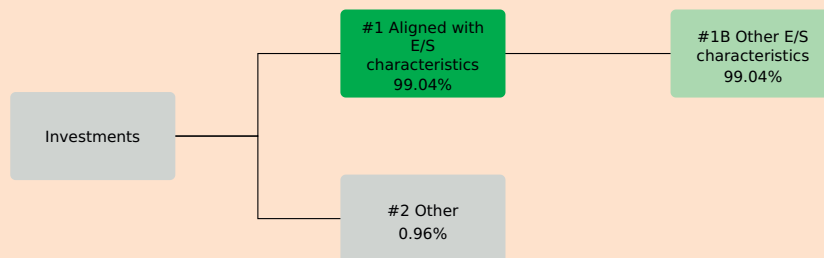 #1 Aligned with
E/S
characteristics
99.04%
#1B Other E/S
characteristics
99.04%
Investments
#2 Other
0.96%